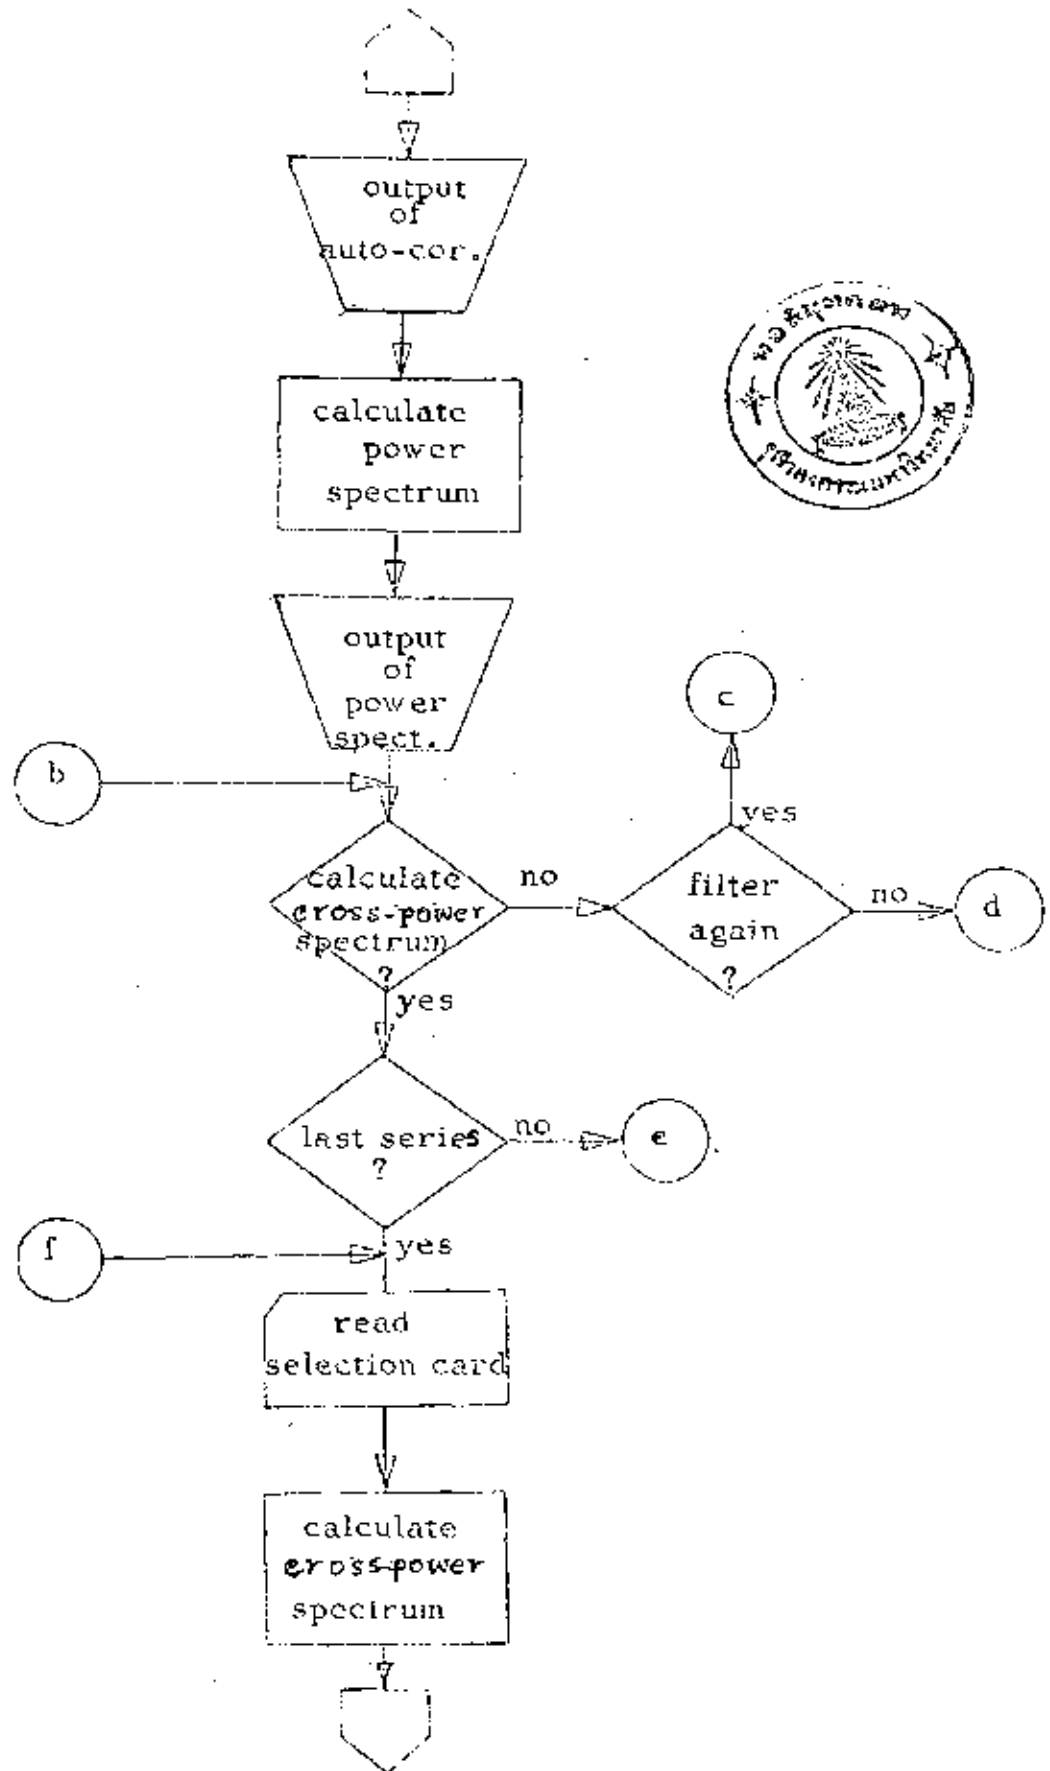 output
of
auto-cor.
calculate
power
spectrum
output
of
power
spect.
b
c
yes
calculate
cross-power
spectrum
?
no
filter
again
?
no
d
yes
last series
?
no
e
f
yes
read
selection card
calculate
cross-power
spectrum